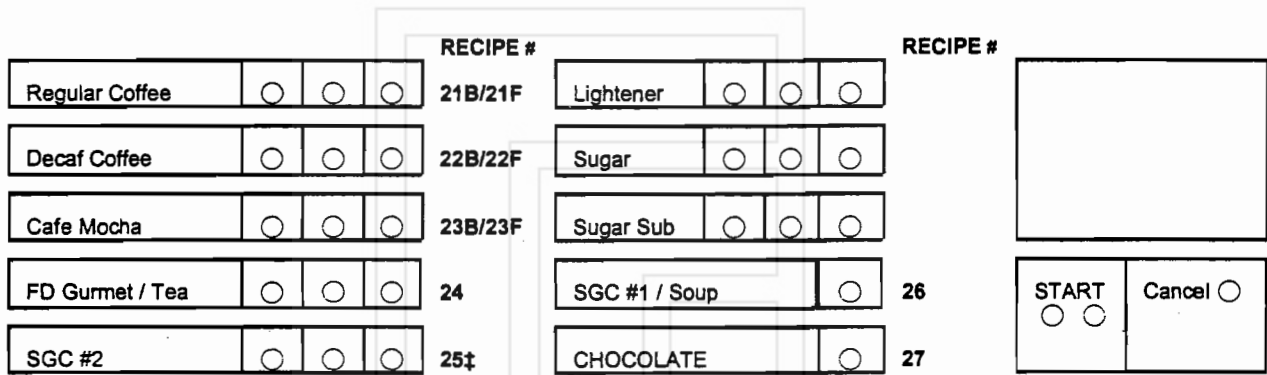 RECIPE # RECIPE #
Regular Coffee 21B/21F Lightener
Decaf Coffee 22B/22F Sugar
Cafe Mocha 23B/23F Sugar Sub
FD Gurmet / Tea 24 SGC #1 / Soup 26 START Cancel
SGC #2 25‡ CHOCOLATE 27